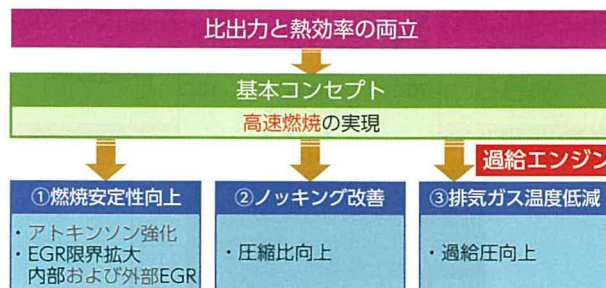 比出力と熱効率の両立
基本コンセプト
高速燃焼の実現
過給エンジン
①燃焼安定性向上
・アトキンソン強化
・EGR限界拡大
内部および外部EGR
②ノッキング改善
・圧縮比向上
③排気ガス温度低減
・過給圧向上